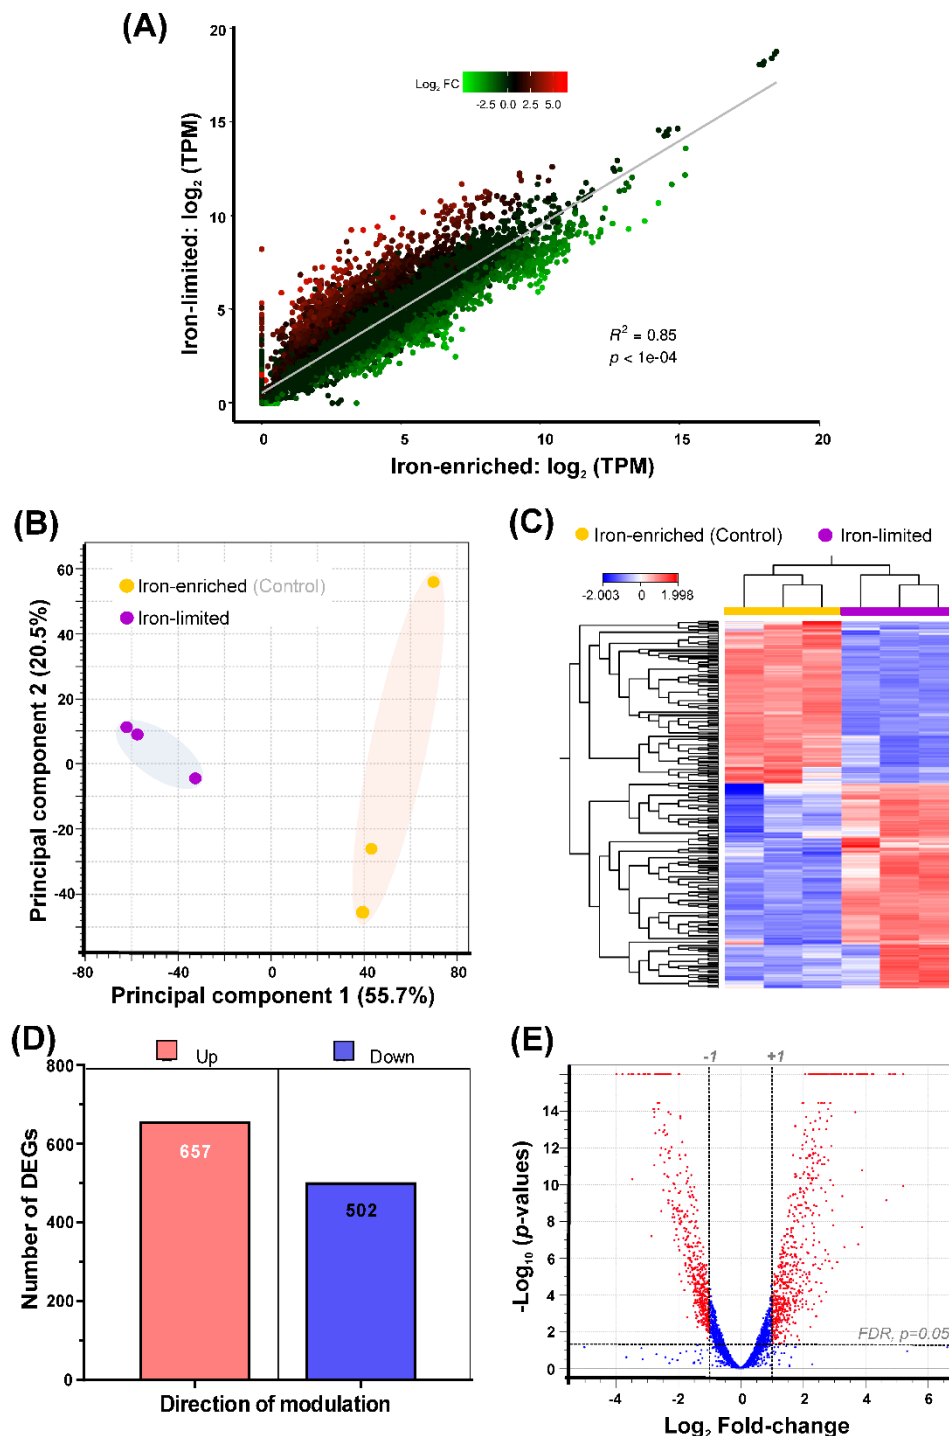 (A)
20
15
10
5
0
Iron-limited: log₂ (TPM)
Log₂ FC
-2.5 0.0 2.5 5.0
R² = 0.85
p < 1e-04
0 5 10 15 20
Iron-enriched: log₂ (TPM)
(B)
Iron-enriched (Control)
Iron-limited
60
40
20
0
-20
-40
Principal component 2 (20.5%)
-80 -40 0 40 80
Principal component 1 (55.7%)
(C)
Iron-enriched (Control) Iron-limited
-2.003 0 1.998
(D)
Up Down
800
600
400
200
0
Number of DEGs
657
502
Direction of modulation
(E)
-1 +1
14
12
10
8
6
4
2
0
-Log₁₀ (p-values)
FDR, p=0.05
-4 -2 0 2 4 6
Log₂ Fold-change